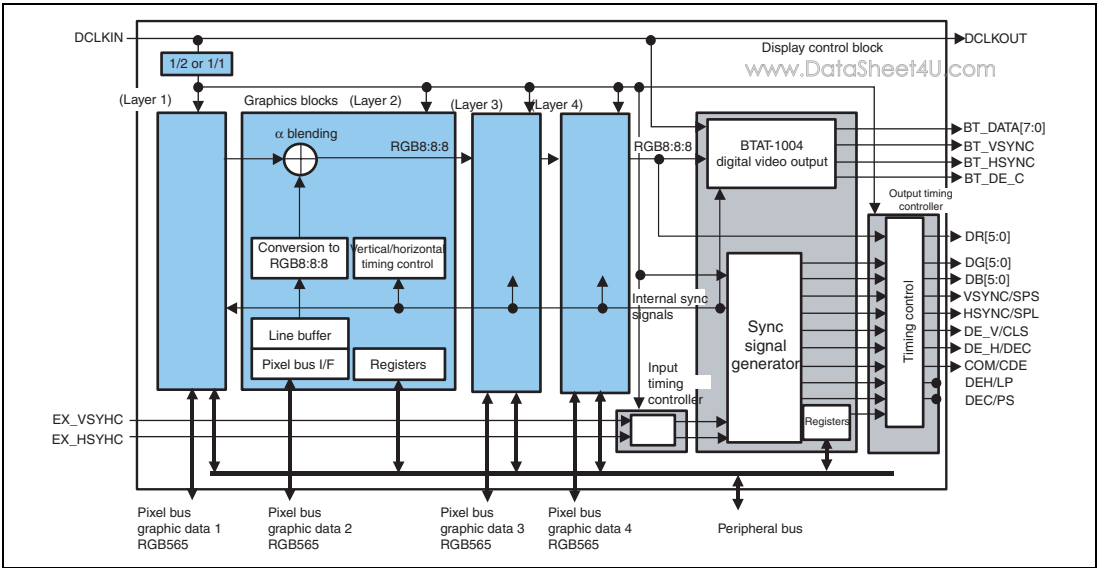 DCLKIN
DCLKOUT
1/2 or 1/1
Display control block
www.DataSheet4U.com
(Layer 1)
Graphics blocks
(Layer 2)
(Layer 3)
(Layer 4)
α blending
RGB8:8:8
RGB8:8:8
BTAT-1004
digital video output
BT_DATA[7:0]
BT_VSYNC
BT_HSYNC
BT_DE_C
Output timing
controller
Conversion to
RGB8:8:8
Vertical/horizontal
timing control
DR[5:0]
DG[5:0]
DB[5:0]
VSYNC/SPS
HSYNC/SPL
DE_V/CLS
DE_H/DEC
COM/CDE
DEH/LP
DEC/PS
Internal sync
signals
Line buffer
Pixel bus I/F
Registers
Sync
signal
generator
Timing control
Input
timing
controller
Registers
EX_VSYHC
EX_HSYHC
Pixel bus
graphic data 1
RGB565
Pixel bus
graphic data 2
RGB565
Pixel bus
graphic data 3
RGB565
Pixel bus
graphic data 4
RGB565
Peripheral bus